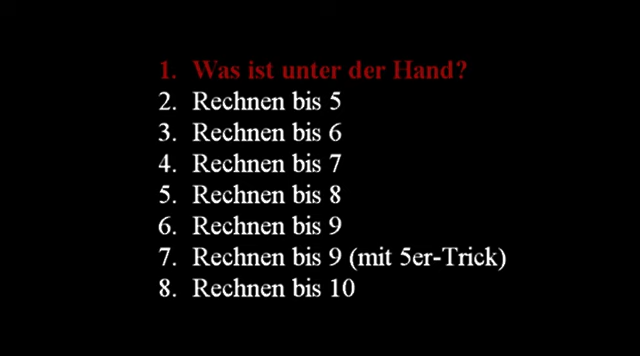 1. Was ist unter der Hand?
2. Rechnen bis 5
3. Rechnen bis 6
4. Rechnen bis 7
5. Rechnen bis 8
6. Rechnen bis 9
7. Rechnen bis 9 (mit 5er-Trick)
8. Rechnen bis 10